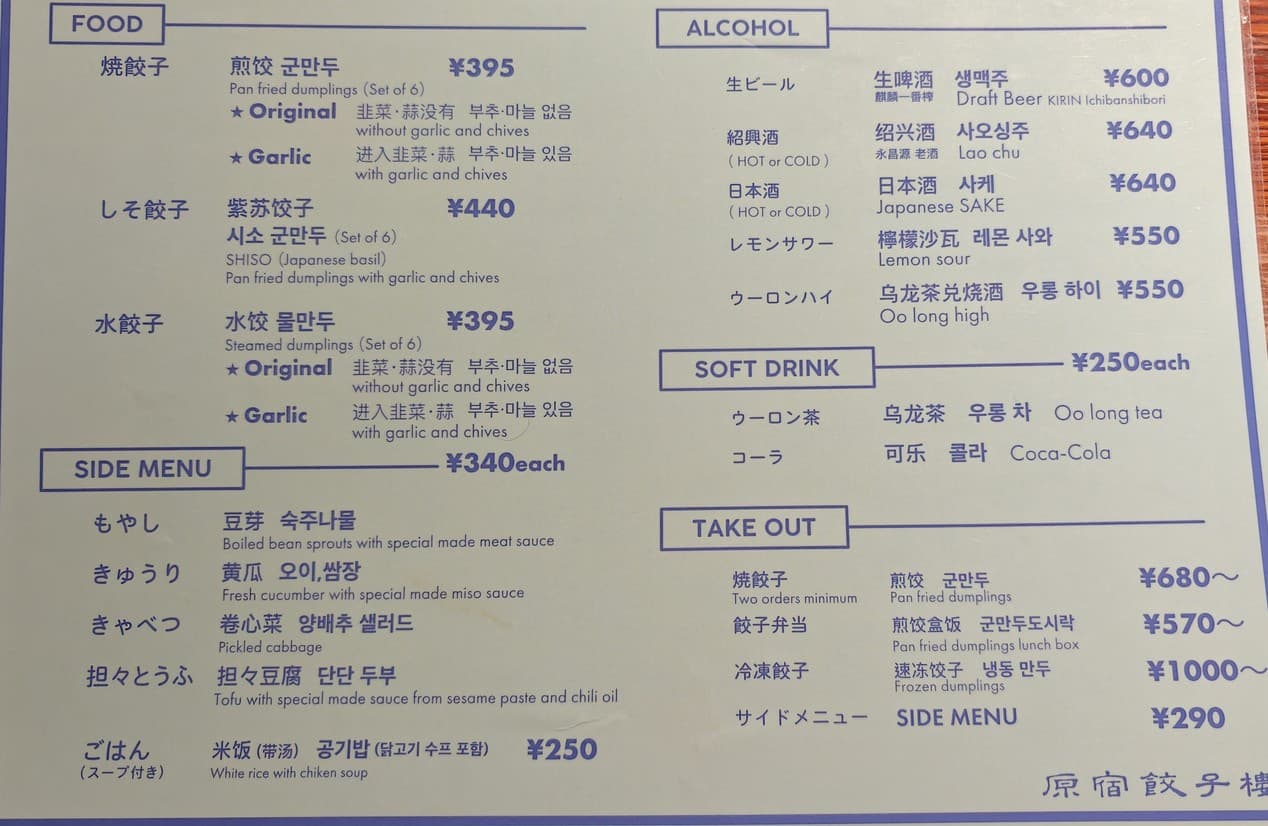 FOOD
焼餃子 煎饺 군만두 ¥395
Pan fried dumplings (Set of 6)
★ Original 韭菜·蒜没有 부추·마늘 없음
without garlic and chives
★ Garlic 进入韭菜·蒜 부추·마늘 있음
with garlic and chives
しそ餃子 紫苏饺子 ¥440
시소 군만두 (Set of 6)
SHISO (Japanese basil)
Pan fried dumplings with garlic and chives
水餃子 水饺 물만두 ¥395
Steamed dumplings (Set of 6)
★ Original 韭菜·蒜没有 부추·마늘 없음
without garlic and chives
★ Garlic 进入韭菜·蒜 부추·마늘 있음
with garlic and chives
SIDE MENU ¥340each
もやし 豆芽 숙주나물
Boiled bean sprouts with special made meat sauce
きゅうり 黄瓜 오이,쌈장
Fresh cucumber with special made miso sauce
きゃべつ 卷心菜 양배추 샐러드
Pickled cabbage
担々とうふ 担々豆腐 단단 두부
Tofu with special made sauce from sesame paste and chili oil
ごはん 米饭 (带汤) 공기밥 (닭고기 수프 포함) ¥250
(スープ付き) White rice with chiken soup
ALCOHOL
生ビール 生啤酒 생맥주 ¥600
麒麟一番榨 Draft Beer KIRIN Ichibanshibori
紹興酒 绍兴酒 사오싱주 ¥640
(HOT or COLD) 永昌源 老酒 Lao chu
日本酒 日本酒 사케 ¥640
(HOT or COLD) Japanese SAKE
レモンサワー 檸檬沙瓦 레몬 사와 ¥550
Lemon sour
ウーロンハイ 乌龙茶兑烧酒 우롱 하이 ¥550
Oo long high
SOFT DRINK ¥250each
ウーロン茶 乌龙茶 우롱 차 Oo long tea
コーラ 可乐 콜라 Coca-Cola
TAKE OUT
焼餃子 煎饺 군만두 ¥680～
Two orders minimum Pan fried dumplings
餃子弁当 煎饺盒饭 군만두도시락 ¥570～
Pan fried dumplings lunch box
冷凍餃子 速冻饺子 냉동 만두 ¥1000～
Frozen dumplings
サイドメニュー SIDE MENU ¥290
原宿餃子樓